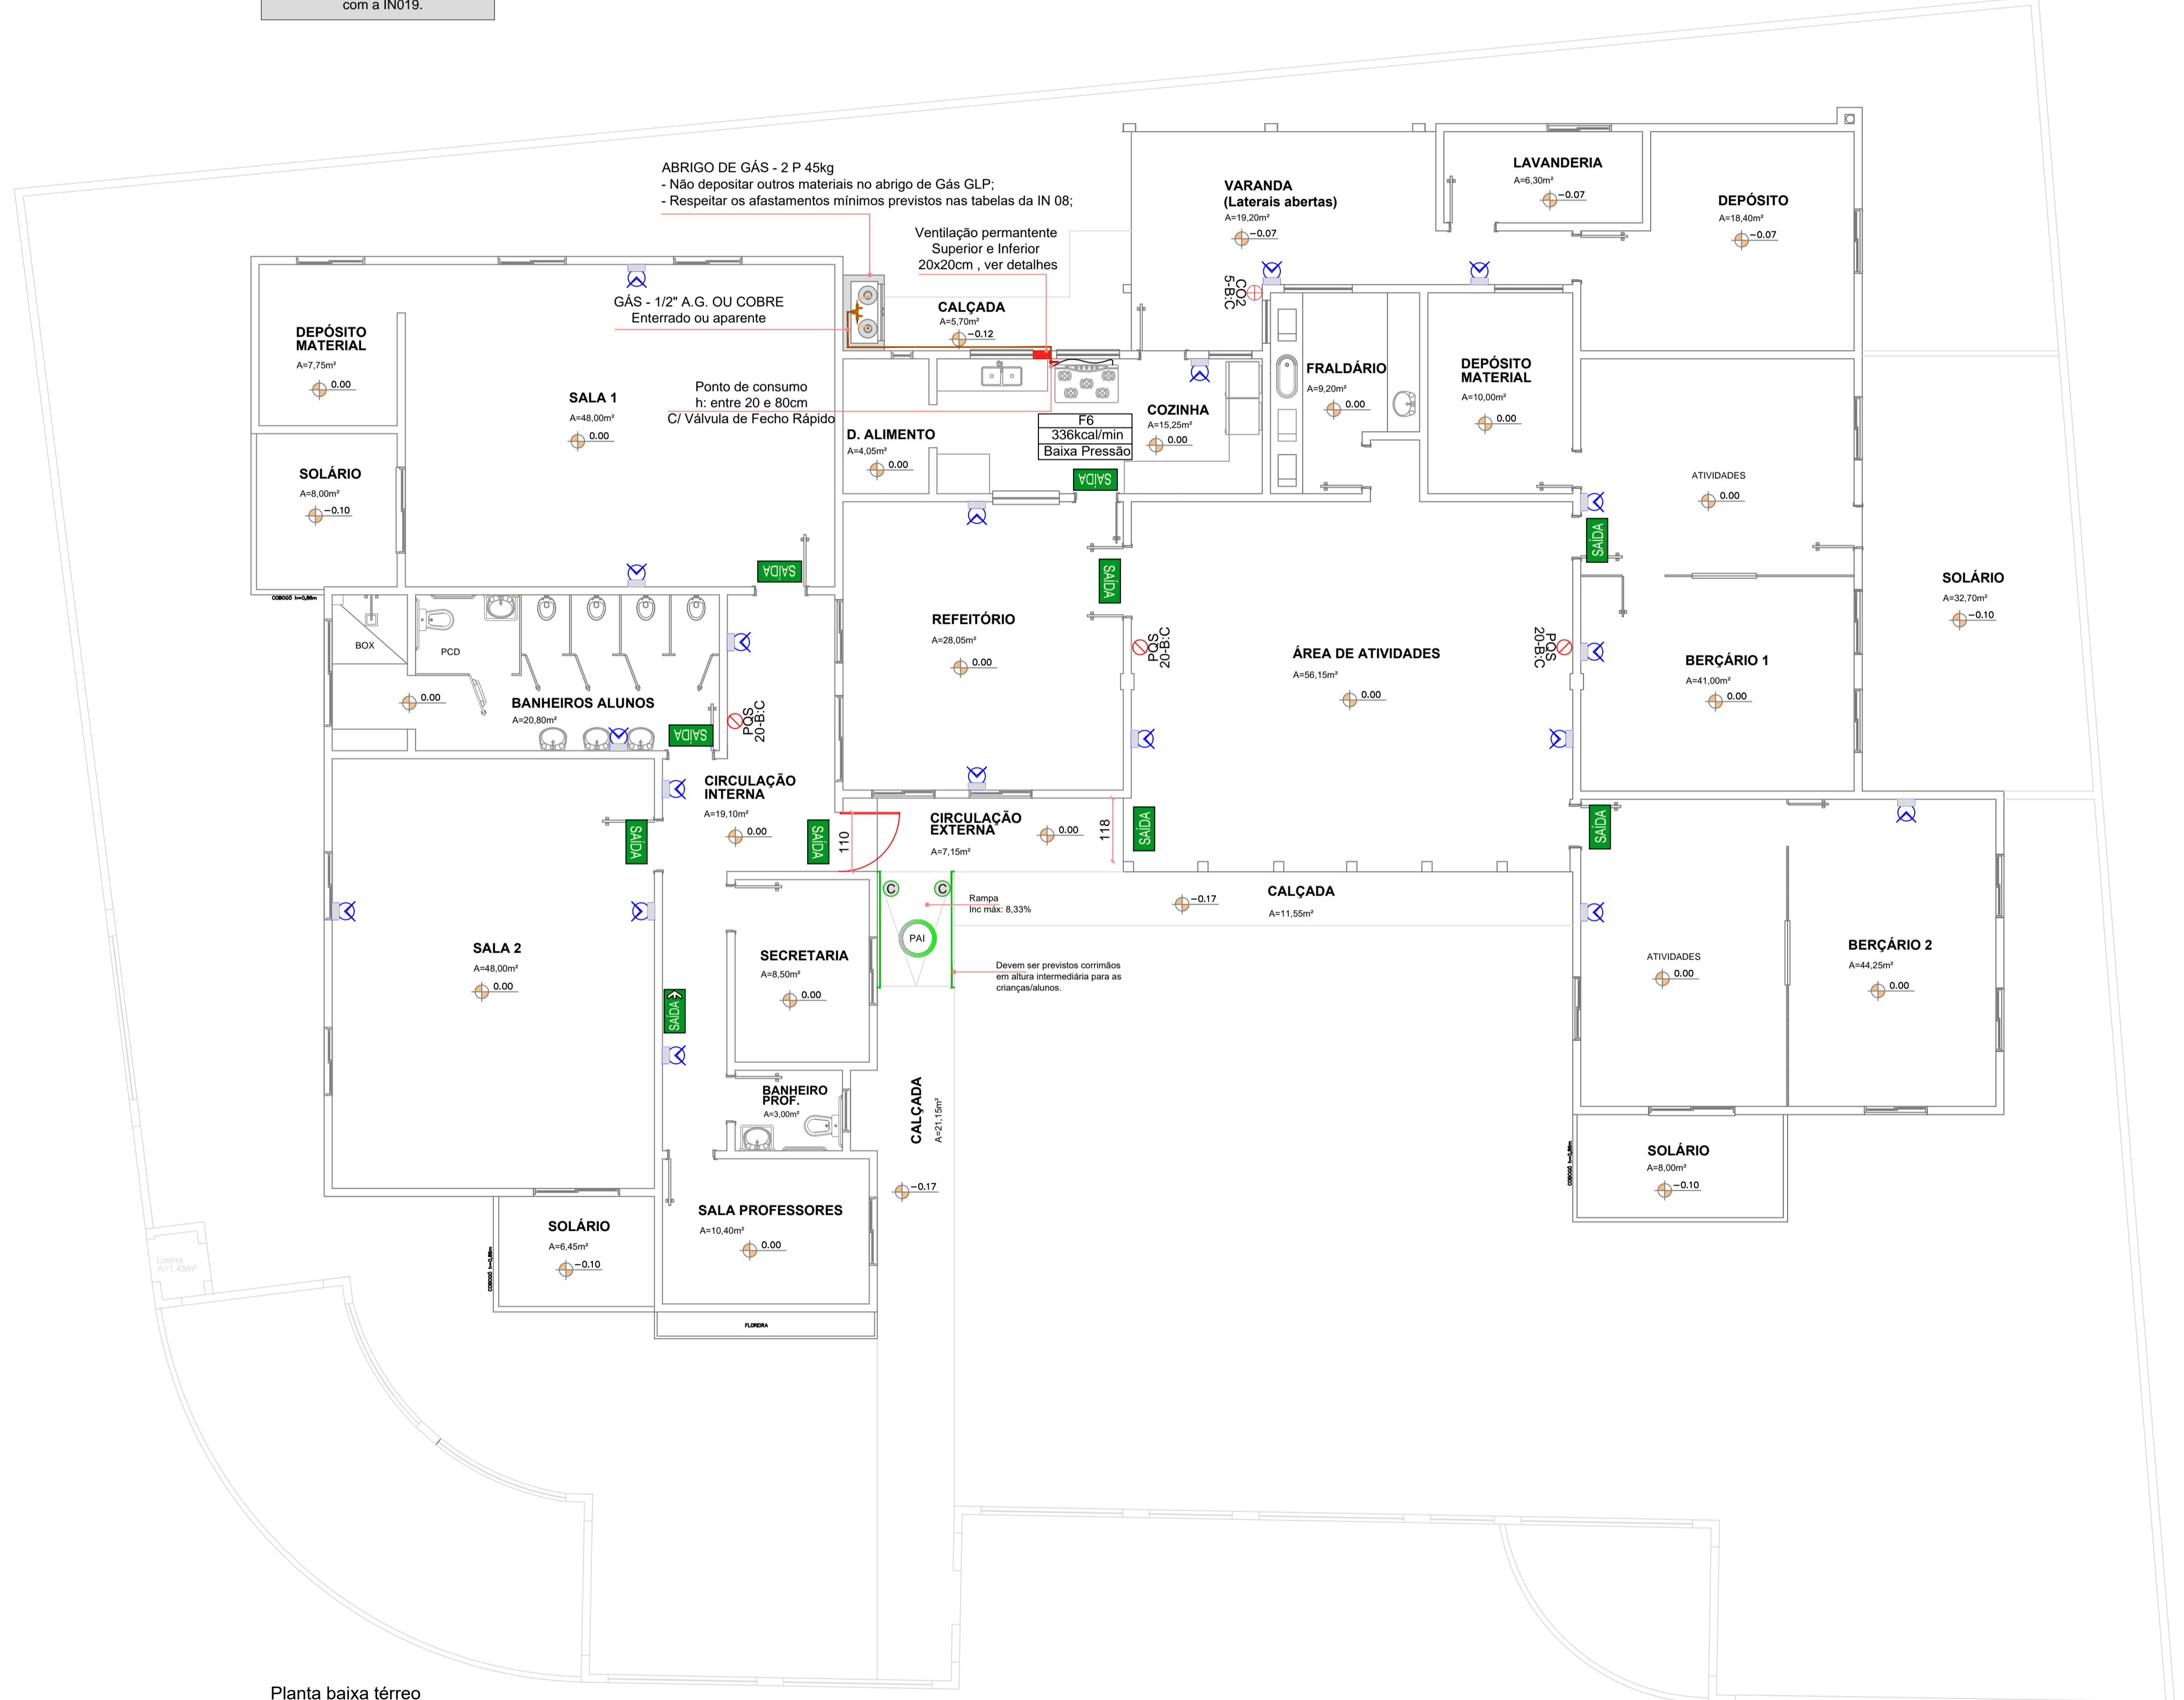 com a IN019.
ABRIGO DE GÁS - 2 P 45kg
- Não depositar outros materiais no abrigo de Gás GLP;
- Respeitar os afastamentos mínimos previstos nas tabelas da IN 08;
Ventilação permantente
Superior e Inferior
20x20cm , ver detalhes
GÁS - 1/2" A.G. OU COBRE
Enterrado ou aparente
CALÇADA
A=5,70m²
-0.12
VARANDA
(Laterais abertas)
A=19,20m²
-0.07
LAVANDERIA
A=6,30m²
-0.07
DEPÓSITO
A=18,40m²
-0.07
CO2
5-B:C
DEPÓSITO
MATERIAL
A=7,75m²
0.00
SALA 1
A=48,00m²
0.00
SOLÁRIO
A=8,00m²
-0.10
COBOGÓ h=0,86m
Ponto de consumo
h: entre 20 e 80cm
C/ Válvula de Fecho Rápido
D. ALIMENTO
A=4,05m²
0.00
F6
336kcal/min
Baixa Pressão
COZINHA
A=15,25m²
0.00
FRALDÁRIO
A=9,20m²
0.00
DEPÓSITO
MATERIAL
A=10,00m²
0.00
ATIVIDADES
0.00
SAÍDA
SAÍDA
SAÍDA
SAÍDA
SOLÁRIO
A=32,70m²
-0.10
BOX
PCD
0.00
BANHEIROS ALUNOS
A=20,80m²
SAÍDA
PQS
20-B:C
REFEITÓRIO
A=28,05m²
0.00
PQS
20-B:C
ÁREA DE ATIVIDADES
A=56,15m²
0.00
PQS
20-B:C
BERÇÁRIO 1
A=41,00m²
0.00
CIRCULAÇÃO
INTERNA
A=19,10m²
0.00
SAÍDA
SAÍDA
110
CIRCULAÇÃO
EXTERNA
A=7,15m²
0.00
118
SAÍDA
SAÍDA
C
C
Rampa
Inc máx: 8,33%
PAI
CALÇADA
A=11,55m²
-0.17
Devem ser previstos corrimãos
em altura intermediária para as
crianças/alunos.
SALA 2
A=48,00m²
0.00
SECRETARIA
A=8,50m²
0.00
SAÍDA
ATIVIDADES
0.00
BERÇÁRIO 2
A=44,25m²
0.00
BANHEIRO
PROF.
A=3,00m²
CALÇADA
A=21,15m²
-0.17
SALA PROFESSORES
A=10,40m²
0.00
SOLÁRIO
A=6,45m²
-0.10
COBOGÓ h=0,86m
COBOGÓ h=0,86m
SOLÁRIO
A=8,00m²
-0.10
Lixeira
A=1,45m²
FLOREIRA
Planta baixa térreo